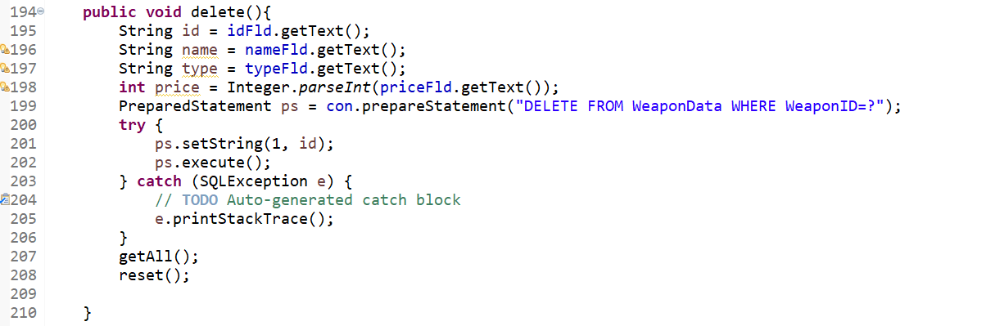 194 public void delete(){
195 String id = idFld.getText();
196 String name = nameFld.getText();
197 String type = typeFld.getText();
198 int price = Integer.parseInt(priceFld.getText());
199 PreparedStatement ps = con.prepareStatement("DELETE FROM WeaponData WHERE WeaponID=?");
200 try {
201 ps.setString(1, id);
202 ps.execute();
203 } catch (SQLException e) {
204 // TODO Auto-generated catch block
205 e.printStackTrace();
206 }
207 getAll();
208 reset();
209
210 }